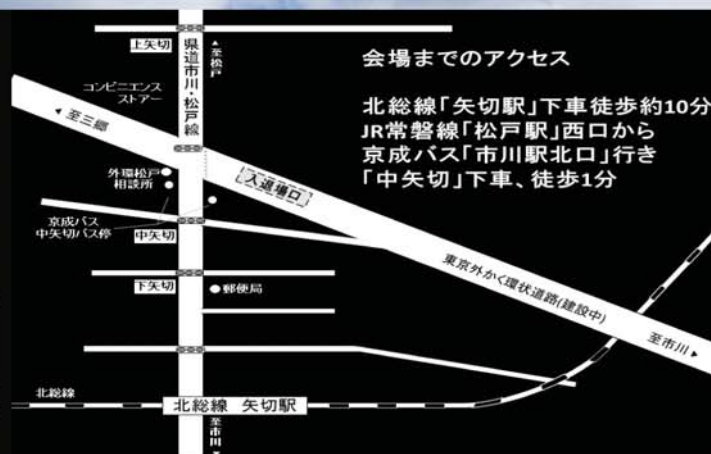 会場までのアクセス
北総線「矢切駅」下車徒歩約10分
JR常磐線「松戸駅」西口から
京成バス「市川駅北口」行き
「中矢切」下車、徒歩1分
上矢切
県道市川・松戸線
▲至松戸
コンビニエンス
ストアー
◀至三郷
外環松戸
相談所
入退場口
京成バス
中矢切バス停
中矢切
東京外かく環状道路(建設中)
下矢切
郵便局
至市川▶
北総線
北総線 矢切駅
至市川▼